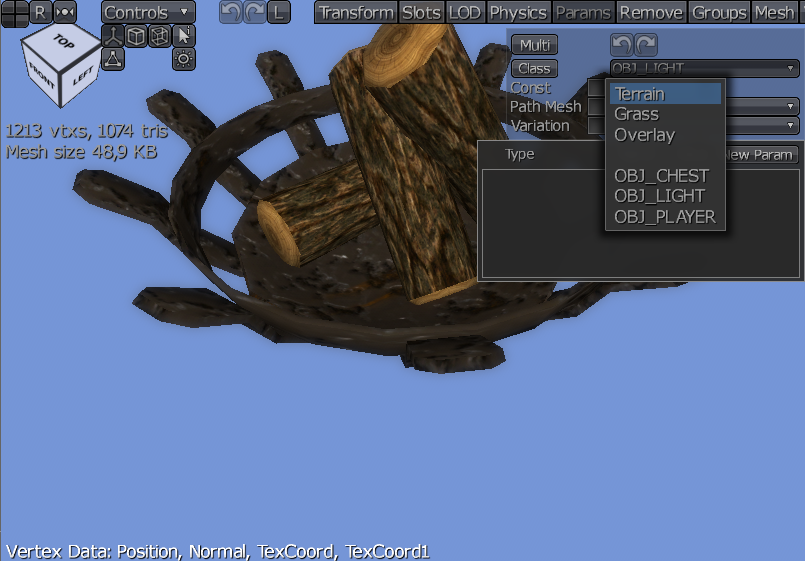 R Controls L Transform Slots LOD Physics Params Remove Groups Mesh
TOP
FRONT LEFT
Multi
Class OBJ_LIGHT
Const
Path Mesh
Variation
1213 vtxs, 1074 tris
Mesh size 48,9 KB
Type New Param
Terrain
Grass
Overlay
OBJ_CHEST
OBJ_LIGHT
OBJ_PLAYER
Vertex Data: Position, Normal, TexCoord, TexCoord1